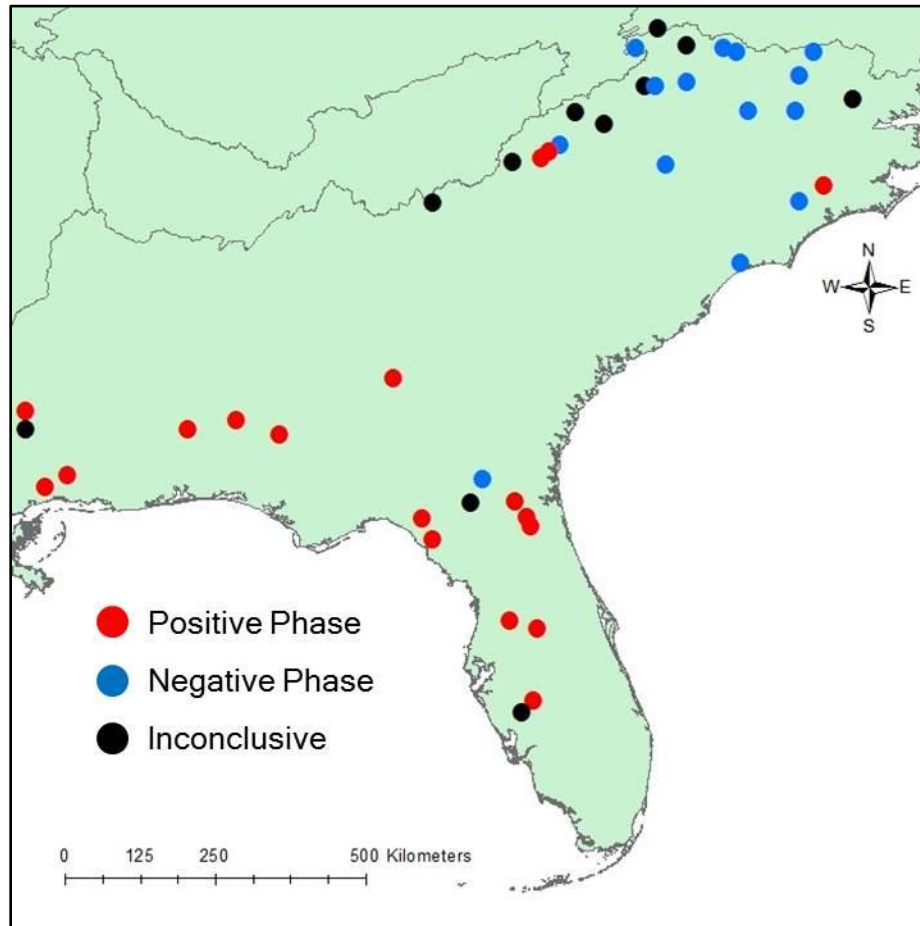 N
W E
S
Positive Phase
Negative Phase
Inconclusive
0 125 250 500 Kilometers